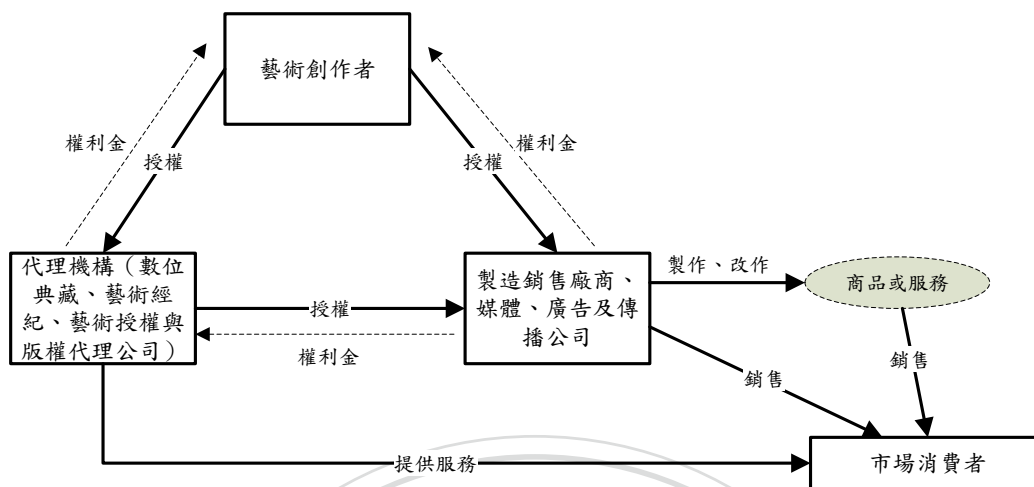 藝術創作者
權利金
授權
授權
權利金
代理機構（數位
典藏、藝術經
紀、藝術授權與
版權代理公司）
授權
權利金
製造銷售廠商、
媒體、廣告及傳
播公司
製作、改作
商品或服務
銷售
銷售
提供服務
市場消費者